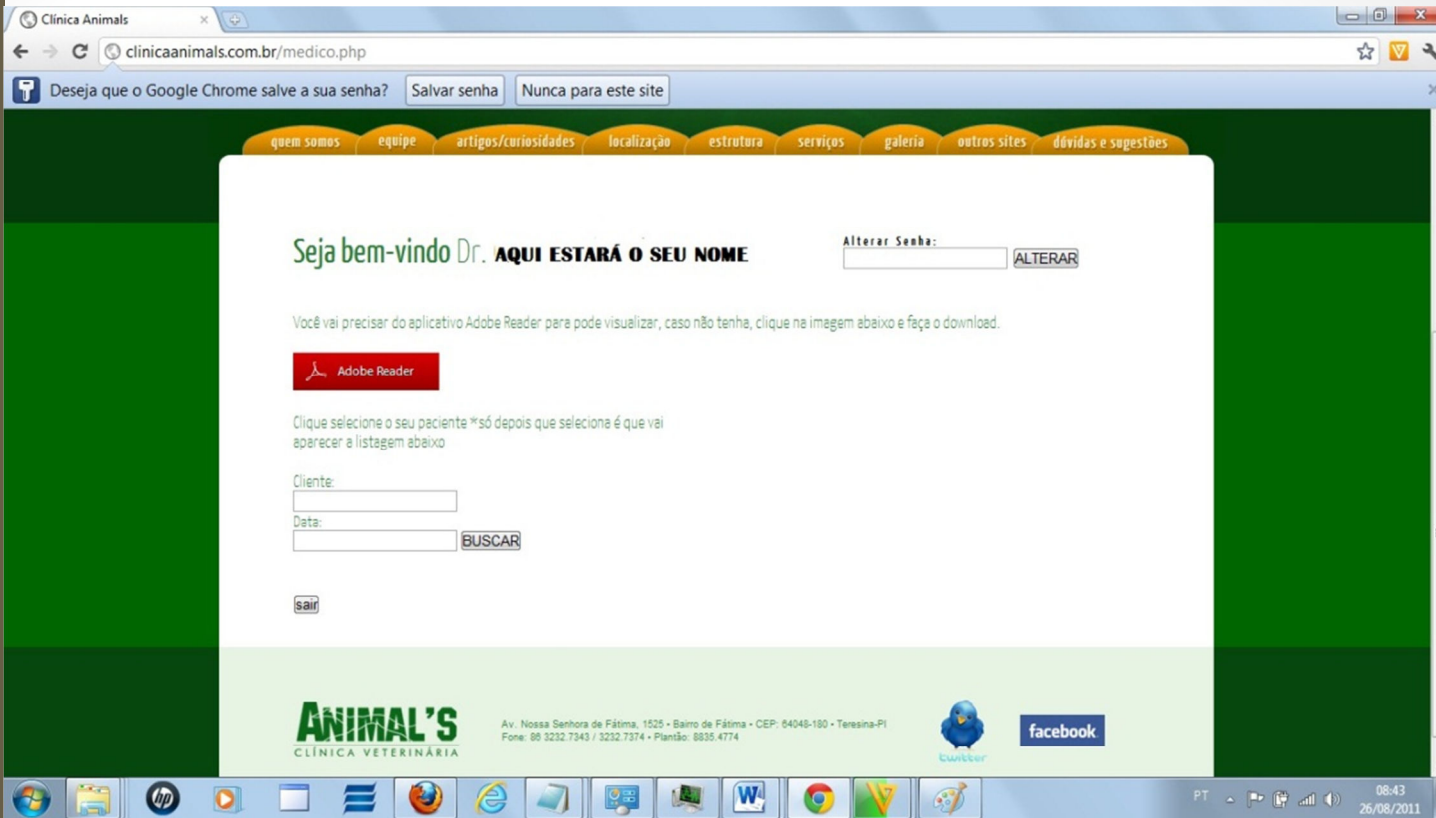 Clínica Animals
clinicaanimals.com.br/medico.php
Deseja que o Google Chrome salve a sua senha? Salvar senha Nunca para este site
quem somos equipe artigos/curiosidades localização estrutura serviços galeria outros sites dúvidas e sugestões
Seja bem-vindo Dr. AQUI ESTARÁ O SEU NOME
Alterar Senha:
ALTERAR
Você vai precisar do aplicativo Adobe Reader para pode visualizar, caso não tenha, clique na imagem abaixo e faça o download.
Adobe Reader
Clique selecione o seu paciente *só depois que seleciona é que vai
aparecer a listagem abaixo
Cliente:
Data:
BUSCAR
sair
ANIMAL'S
CLÍNICA VETERINÁRIA
Av. Nossa Senhora de Fátima, 1525 - Bairro de Fátima - CEP: 64048-180 - Teresina-PI
Fone: 86 3232.7343 / 3232.7374 - Plantão: 8835.4774
twitter
facebook
hp
W
PT
08:43
26/08/2011